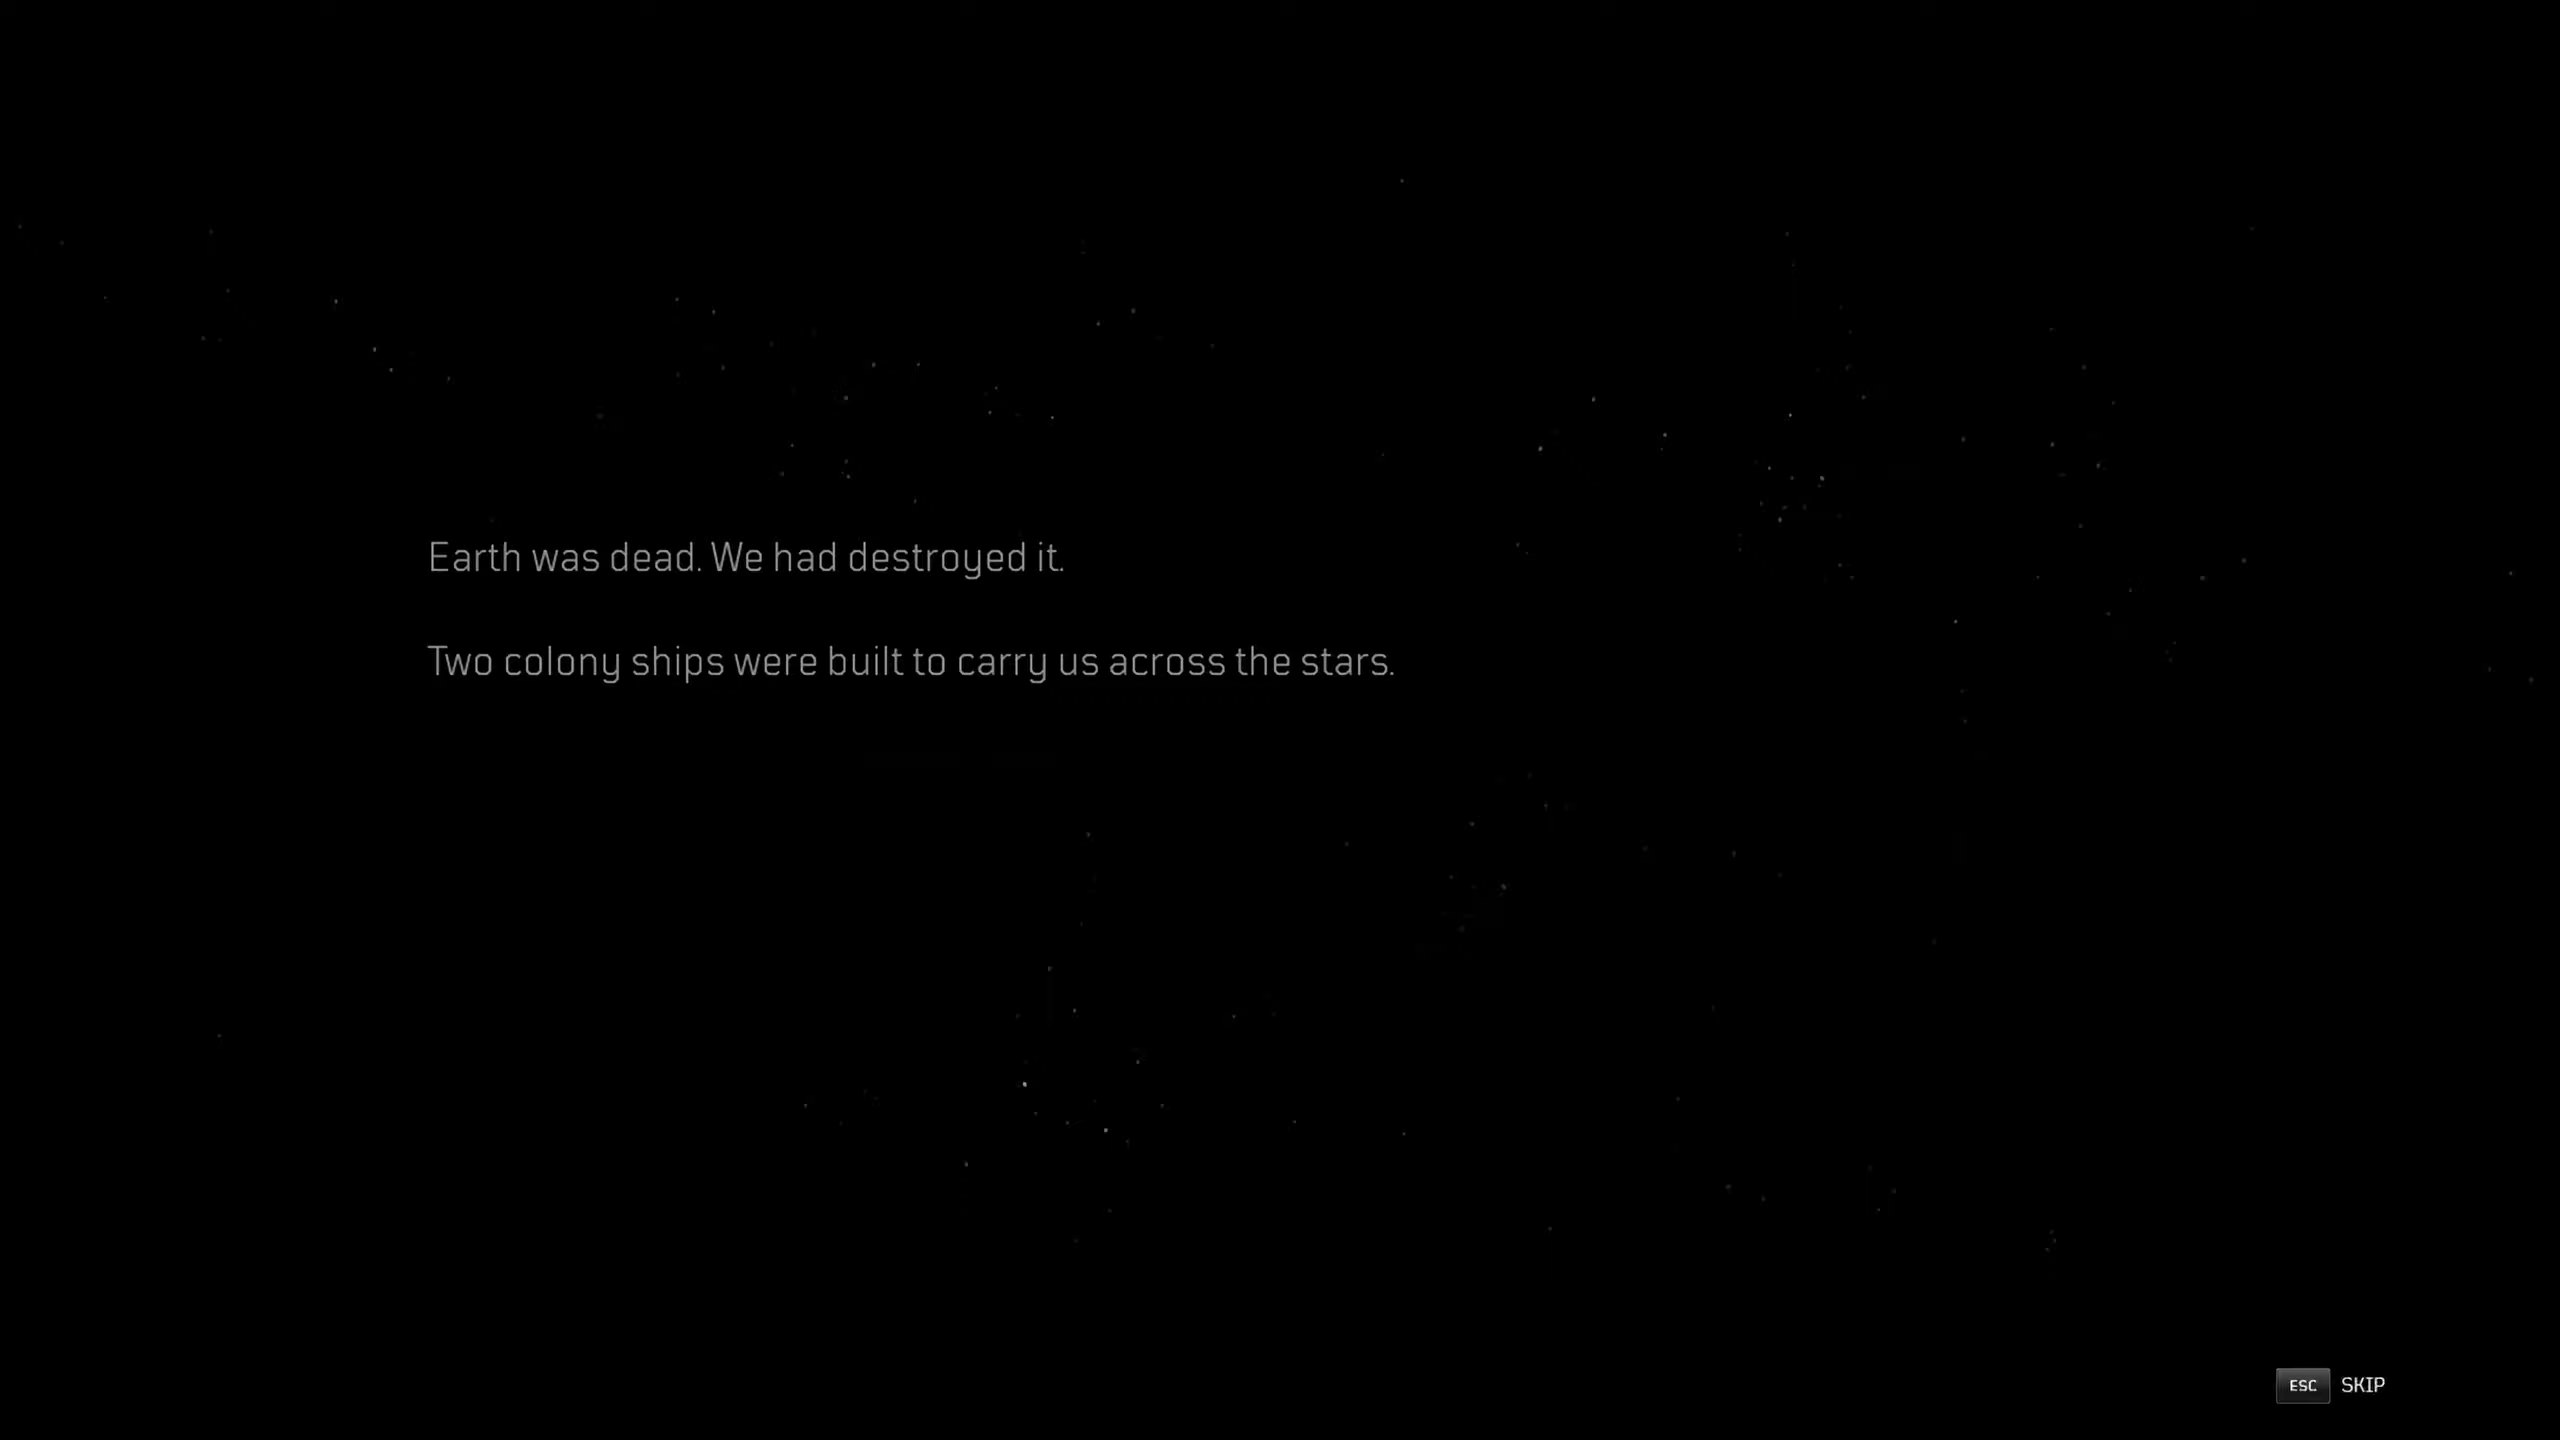 Earth was dead. We had destroyed it.
Two colony ships were built to carry us across the stars.
ESC SKIP